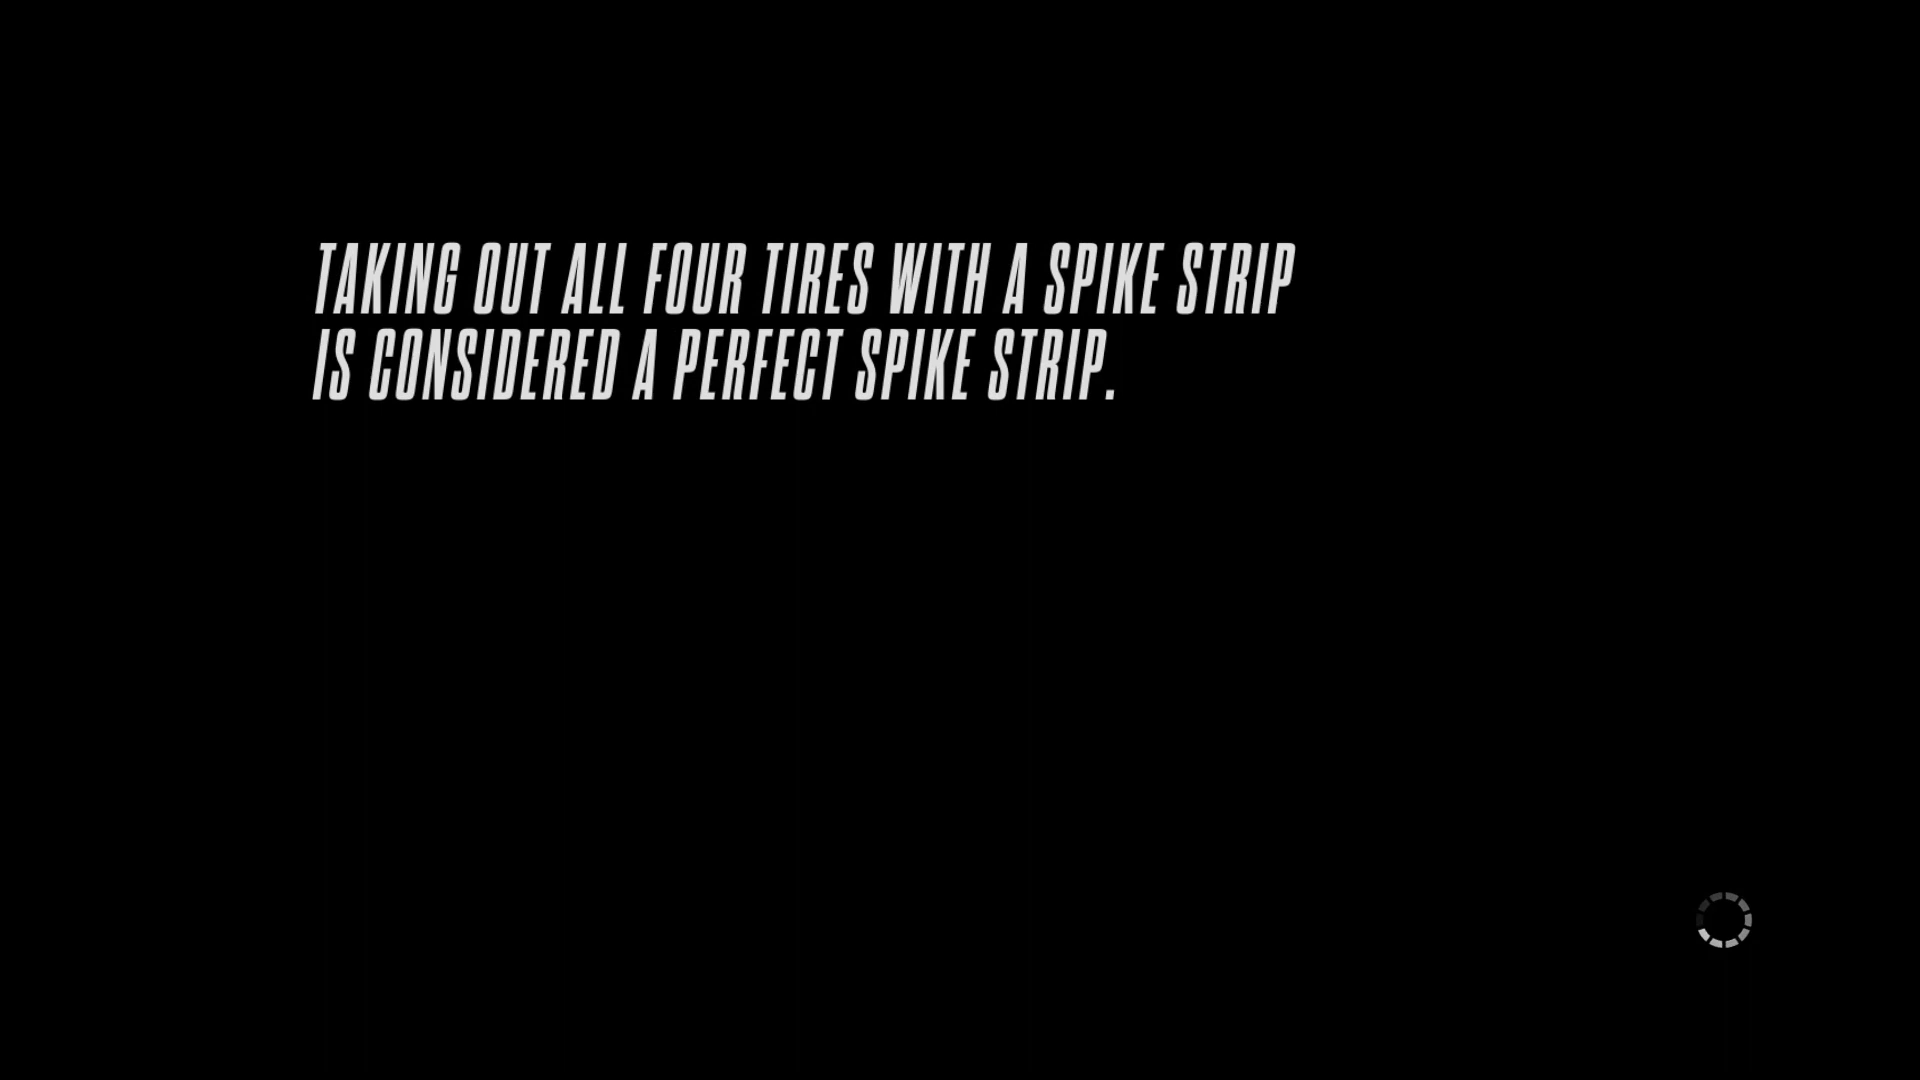 TAKING OUT ALL FOUR TIRES WITH A SPIKE STRIP
IS CONSIDERED A PERFECT SPIKE STRIP.